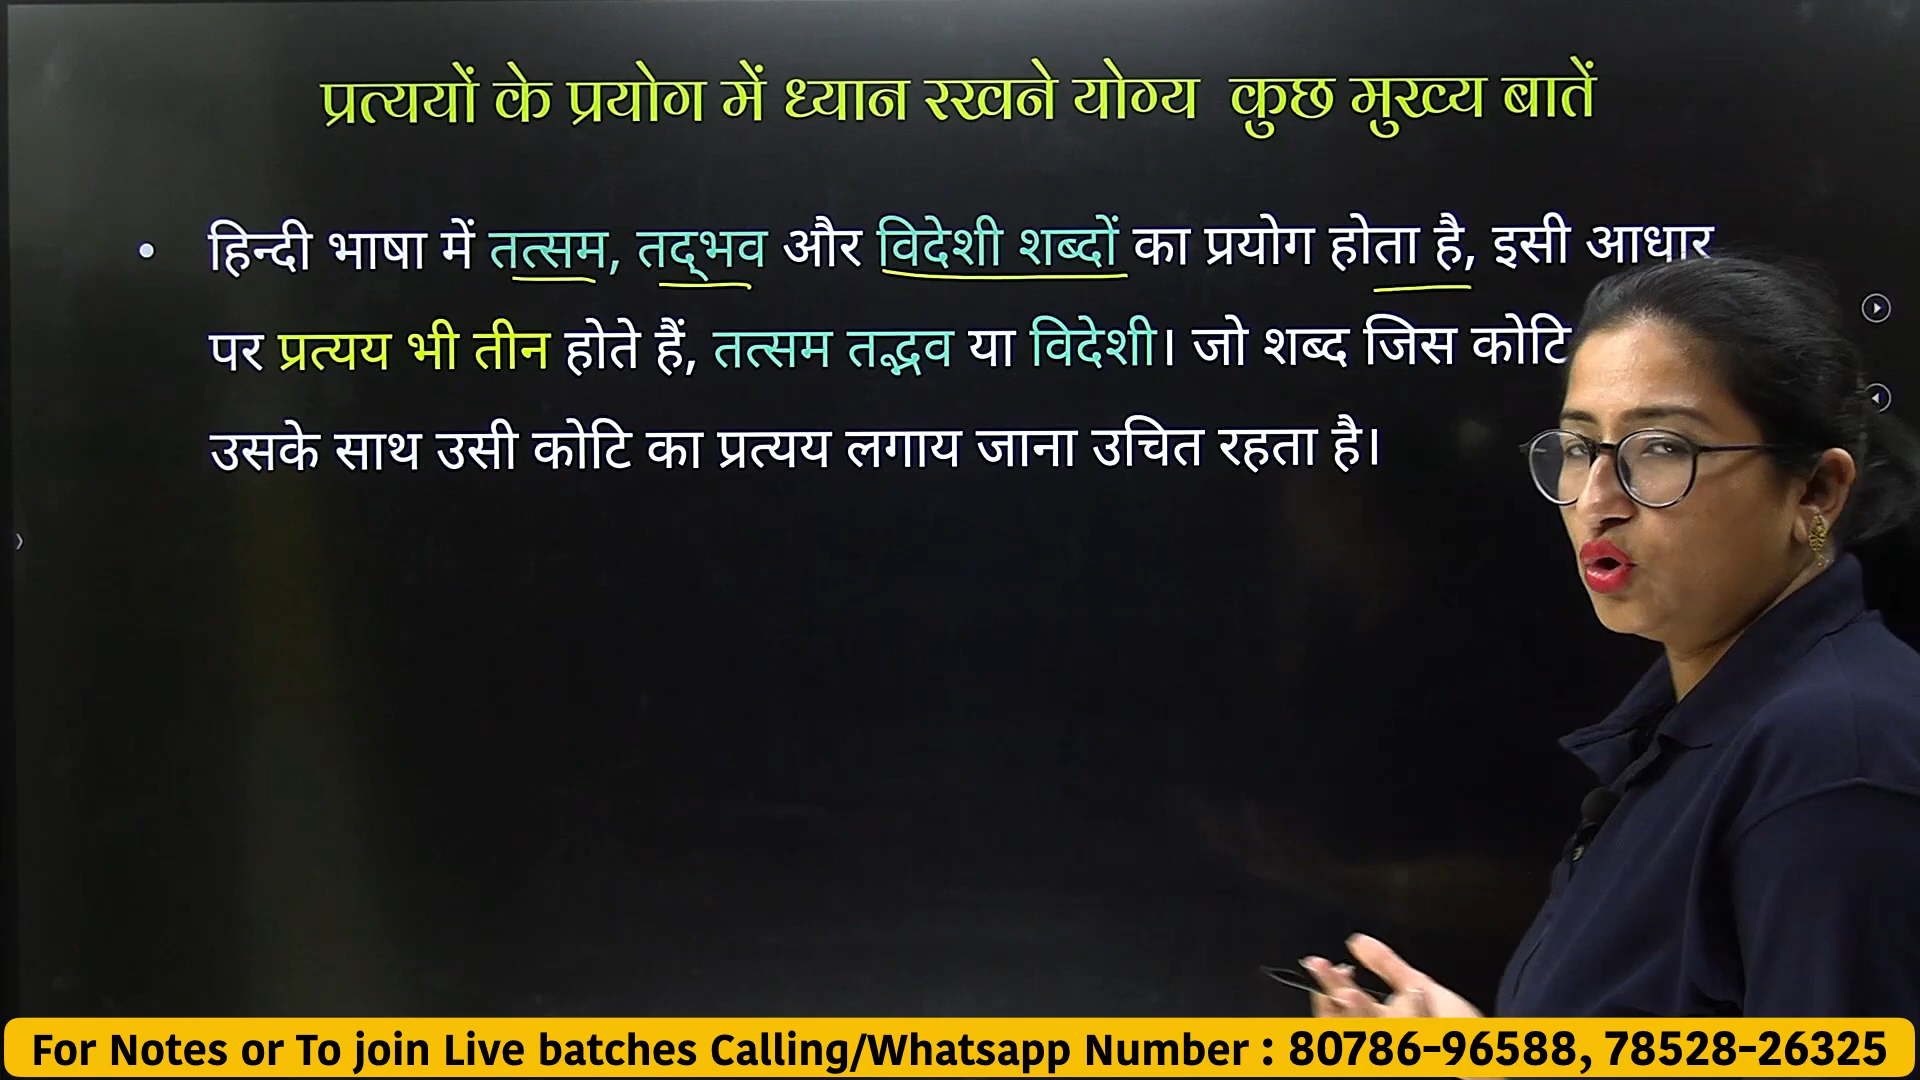 प्रत्ययों के प्रयोग में ध्यान रखने योग्य कुछ मुख्य बातें
• हिन्दी भाषा में तत्सम, तद्‌भव और विदेशी शब्दों का प्रयोग होता है, इसी आधार
पर प्रत्यय भी तीन होते हैं, तत्सम तद्भव या विदेशी। जो शब्द जिस कोटि
उसके साथ उसी कोटि का प्रत्यय लगाय जाना उचित रहता है।
For Notes or To join Live batches Calling/Whatsapp Number : 80786-96588, 78528-26325